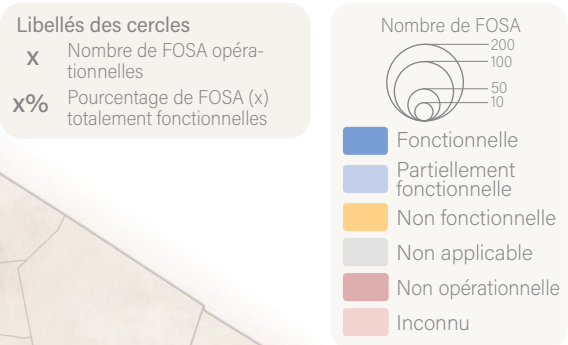 Libellés des cercles
x Nombre de FOSA opéra-
tionnelles
x% Pourcentage de FOSA (x)
totalement fonctionnelles
Nombre de FOSA
200
100
50
10
Fonctionnelle
Partiellement
fonctionnelle
Non fonctionnelle
Non applicable
Non opérationnelle
Inconnu